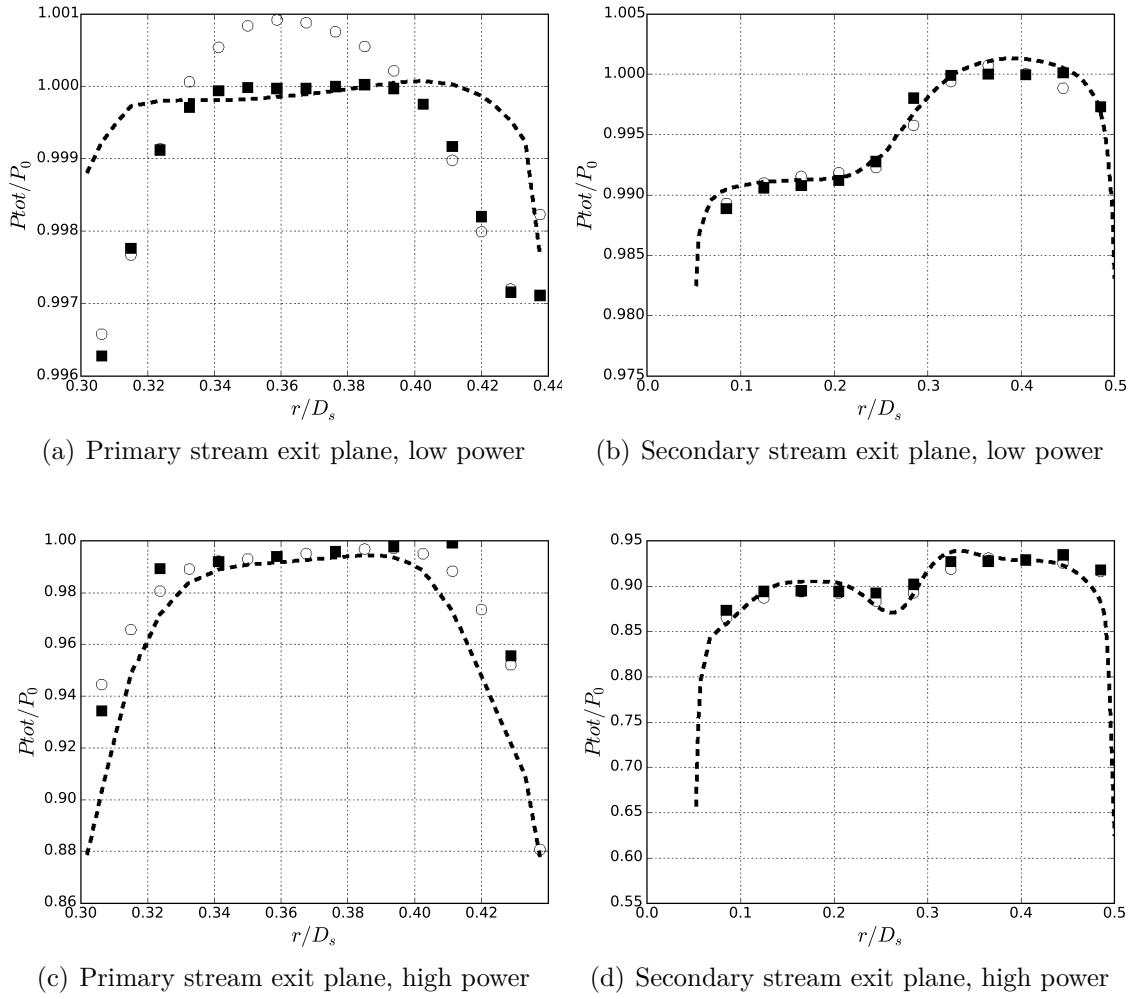 1.001
1.000
0.999
0.998
0.997
0.996
Ptot/P0
0.30 0.32 0.34 0.36 0.38 0.40 0.42 0.44
r/Ds
(a) Primary stream exit plane, low power
1.005
1.000
0.995
0.990
0.985
0.980
0.975
Ptot/P0
0.0 0.1 0.2 0.3 0.4 0.5
r/Ds
(b) Secondary stream exit plane, low power
1.00
0.98
0.96
0.94
0.92
0.90
0.88
0.86
Ptot/P0
0.30 0.32 0.34 0.36 0.38 0.40 0.42
r/Ds
(c) Primary stream exit plane, high power
0.95
0.90
0.85
0.80
0.75
0.70
0.65
0.60
0.55
Ptot/P0
0.0 0.1 0.2 0.3 0.4 0.5
r/Ds
(d) Secondary stream exit plane, high power